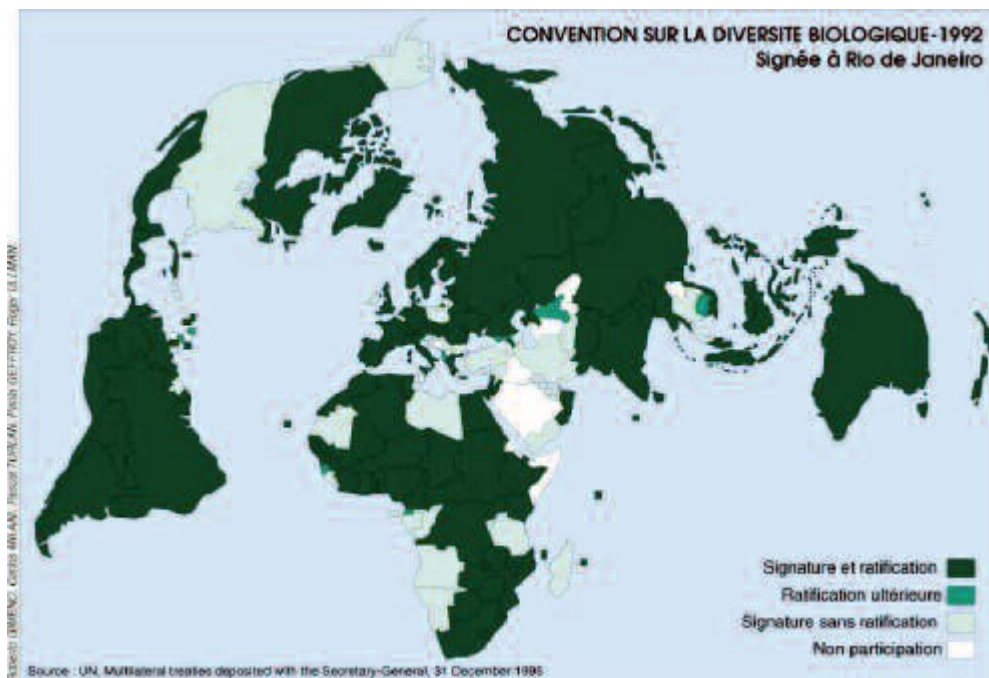 CONVENTION SUR LA DIVERSITE BIOLOGIQUE-1992
Signée à Rio de Janeiro
Signature et ratification
Ratification ultérieure
Signature sans ratification
Non participation
Source : UN, Multilateral treaties deposited with the Secretary-General, 31 December 1995